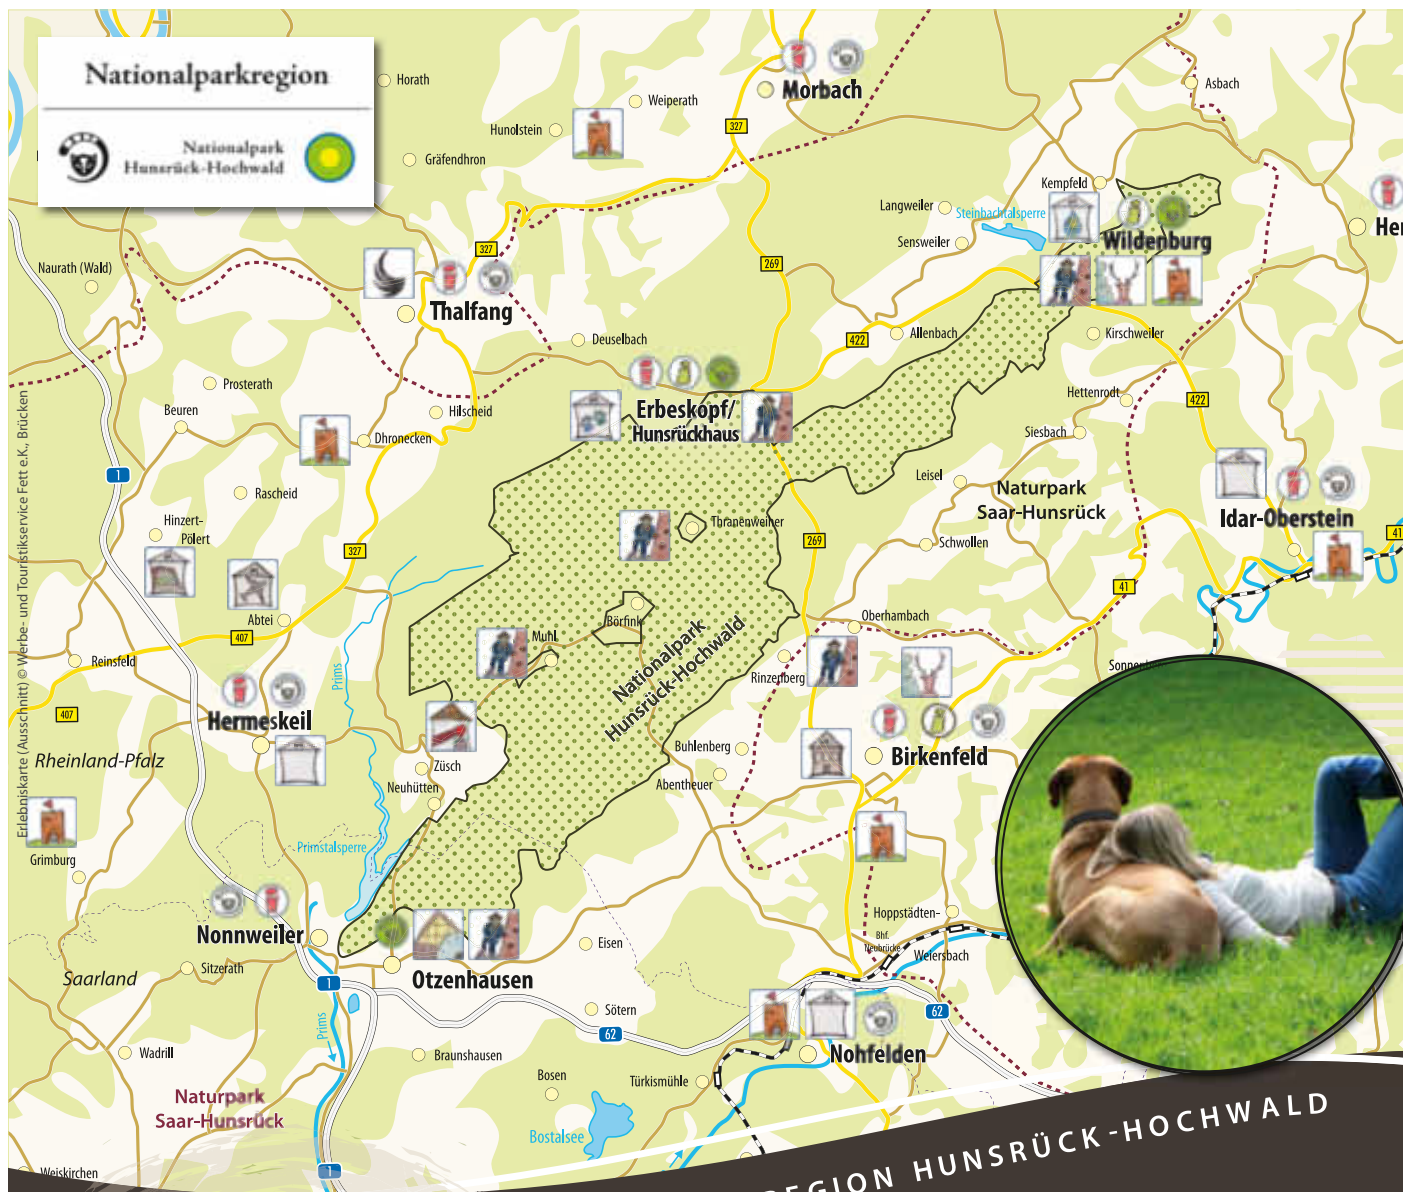 Nationalparkregion
Nationalpark
Hunsrück-Hochwald
Horath
Weiperath
Hunolstein
Gräfendhron
327
Morbach
Asbach
Kempfeld
Langweiler
Steinbachtalsperre
Sensweiler
Wildenburg
Her
327
269
Naurath (Wald)
Thalfang
Deuselbach
422
Allenbach
Kirschweiler
Prosterath
Erbeskopf/
Hunsrückhaus
Hettenrodt
422
Beuren
Hilscheid
Dhronecken
Siesbach
1
Leisel
Rascheid
Naturpark
Saar-Hunsrück
Idar-Oberstein
Hinzert-
Pölert
Thranenweiher
327
269
Schwollen
41
41
Abtei
407
Börfink
Oberhambach
Muhl
Reinsfeld
Prims
Nationalpark
Hunsrück-Hochwald
Rinzenberg
407
Hermeskeil
Rheinland-Pfalz
Züsch
Neuhütten
Buhlenberg
Abentheuer
Birkenfeld
Erlebniskarte (Ausschnitt) © Werbe- und Touristikservice Fett e.K., Brücken
Grimburg
Primstalsperre
Nonnweiler
Hoppstädten-
Bhf.
Neubrücke
Weiersbach
Eisen
Saarland
Sitzerath
Otzenhausen
1
Sötern
62
62
Prims
Wadrill
Braunshausen
Nohfelden
Bosen
Türkismühle
Naturpark
Saar-Hunsrück
Bostalsee
Weiskirchen
1
REGION HUNSRÜCK-HOCHWALD